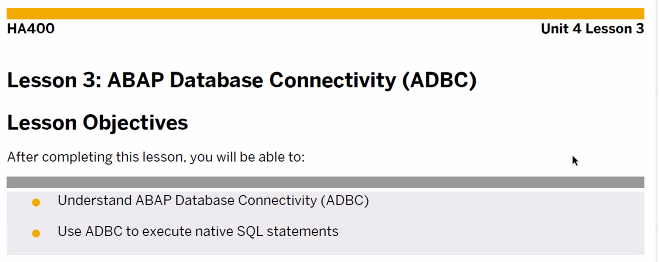 HA400 Unit 4 Lesson 3
Lesson 3: ABAP Database Connectivity (ADBC)
Lesson Objectives
After completing this lesson, you will be able to:
Understand ABAP Database Connectivity (ADBC)
Use ADBC to execute native SQL statements